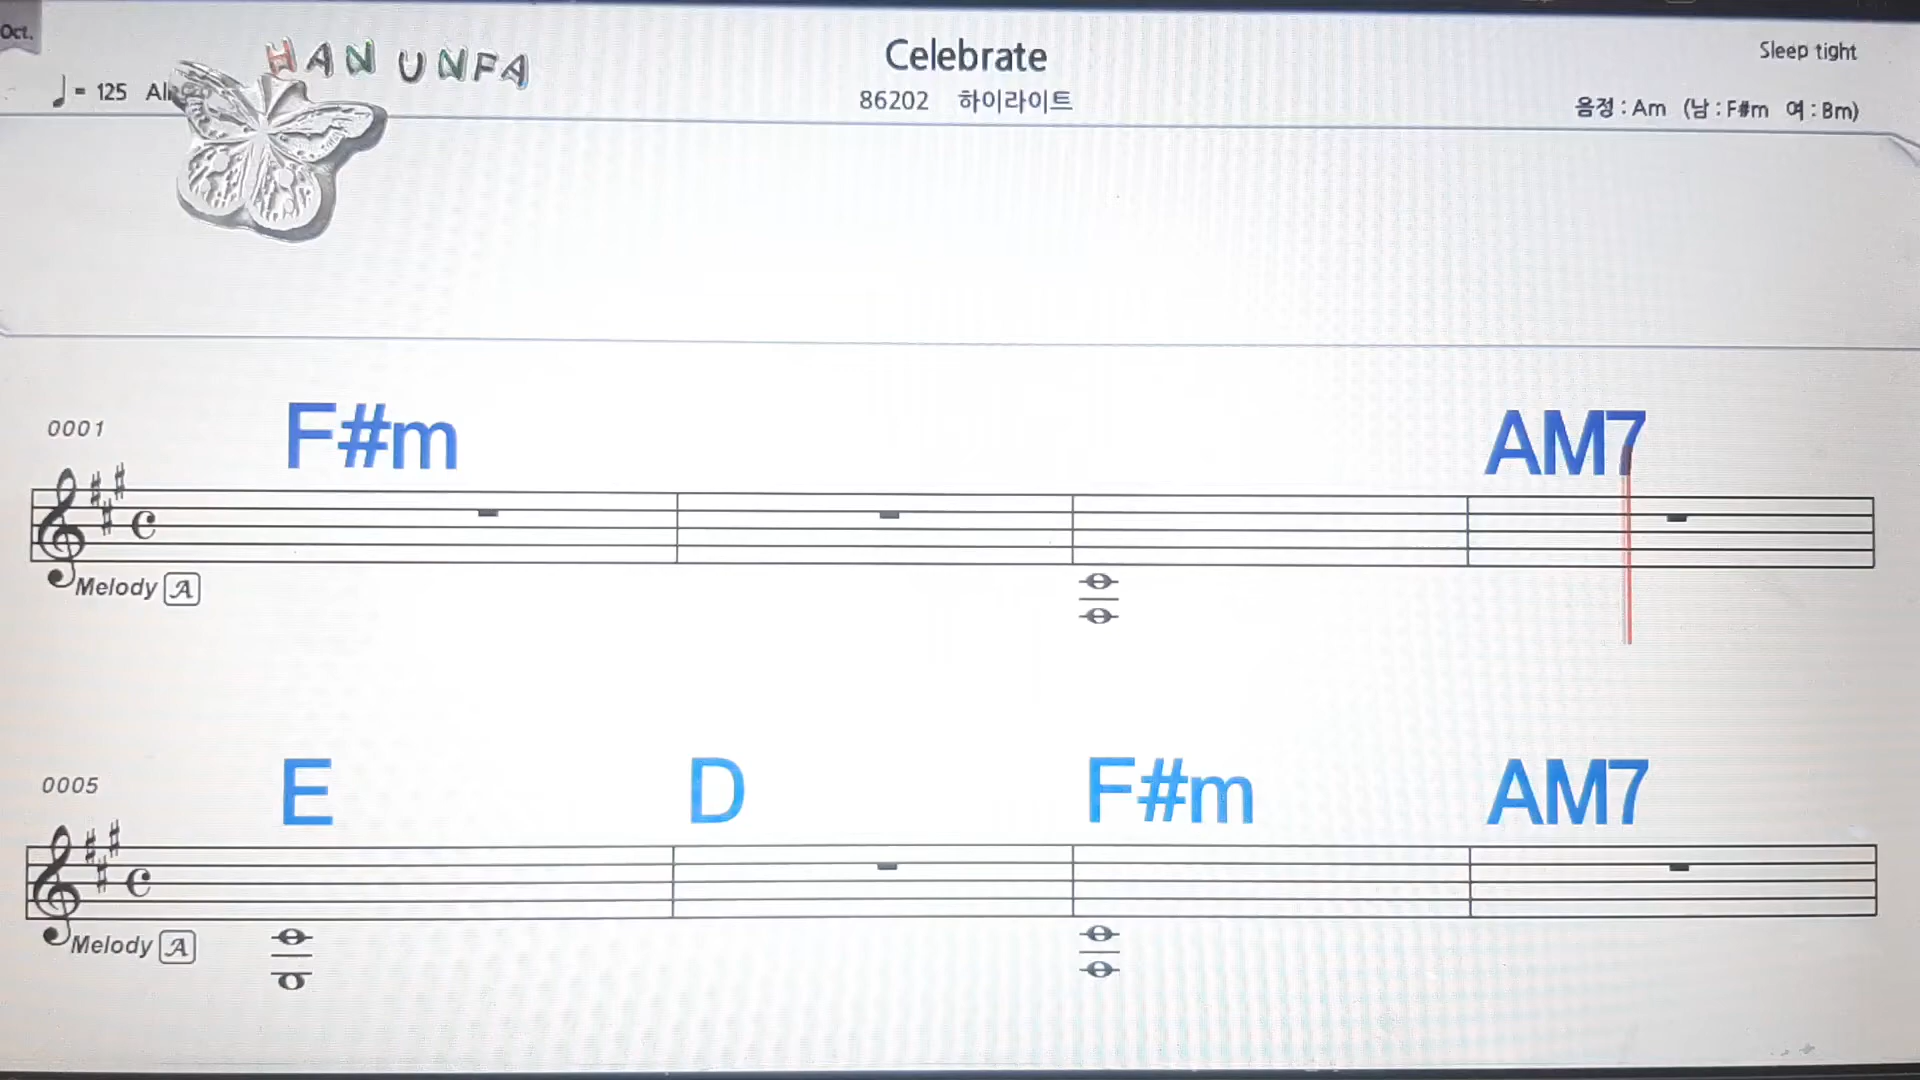 Oct.
HAN UNFA
Celebrate
Sleep tight
♩ = 125
86202 하이라이트
음정 : Am (남 : F#m 여 : Bm)
0001
F#m AM7
Melody A
0005
E D F#m AM7
Melody A